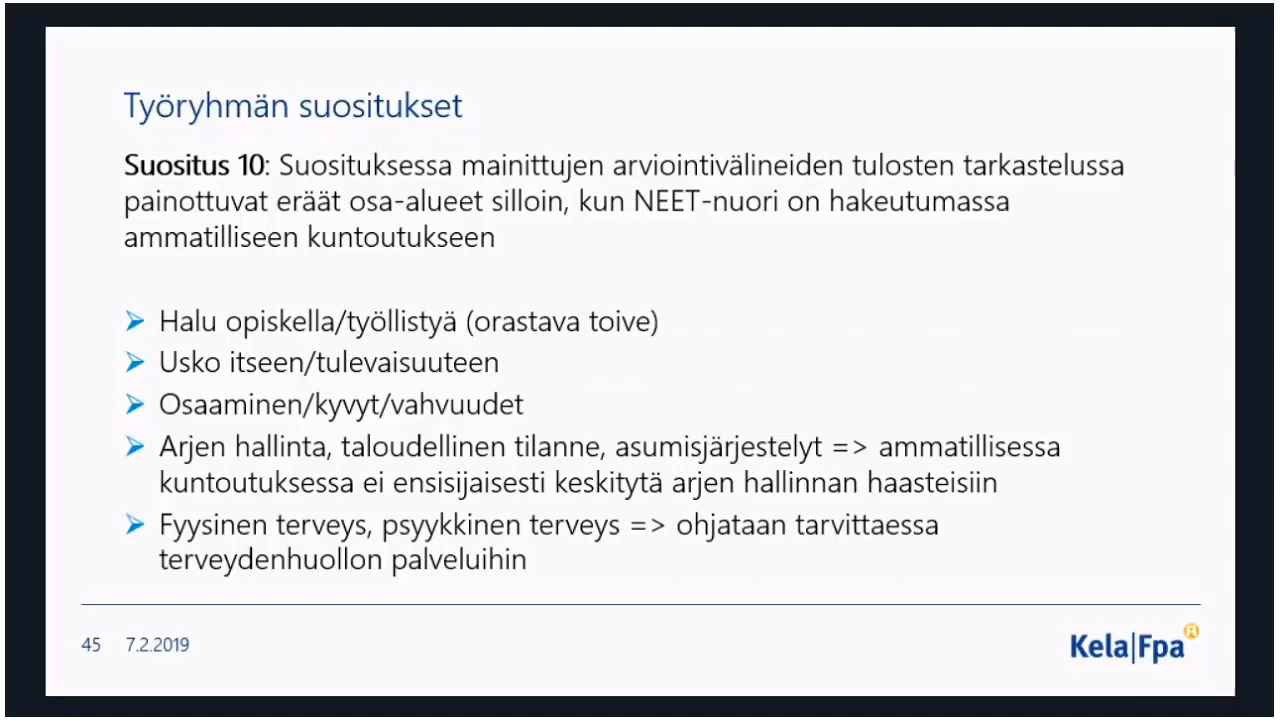 Työryhmän suositukset
Suositus 10: Suosituksessa mainittujen arviointivälineiden tulosten tarkastelussa
painottuvat eräät osa-alueet silloin, kun NEET-nuori on hakeutumassa
ammatilliseen kuntoutukseen
➢ Halu opiskella/työllistyä (orastava toive)
➢ Usko itseen/tulevaisuuteen
➢ Osaaminen/kyvyt/vahvuudet
➢ Arjen hallinta, taloudellinen tilanne, asumisjärjestelyt => ammatillisessa
kuntoutuksessa ei ensisijaisesti keskitytä arjen hallinnan haasteisiin
➢ Fyysinen terveys, psyykkinen terveys => ohjataan tarvittaessa
terveydenhuollon palveluihin
45 7.2.2019
Kela|Fpa